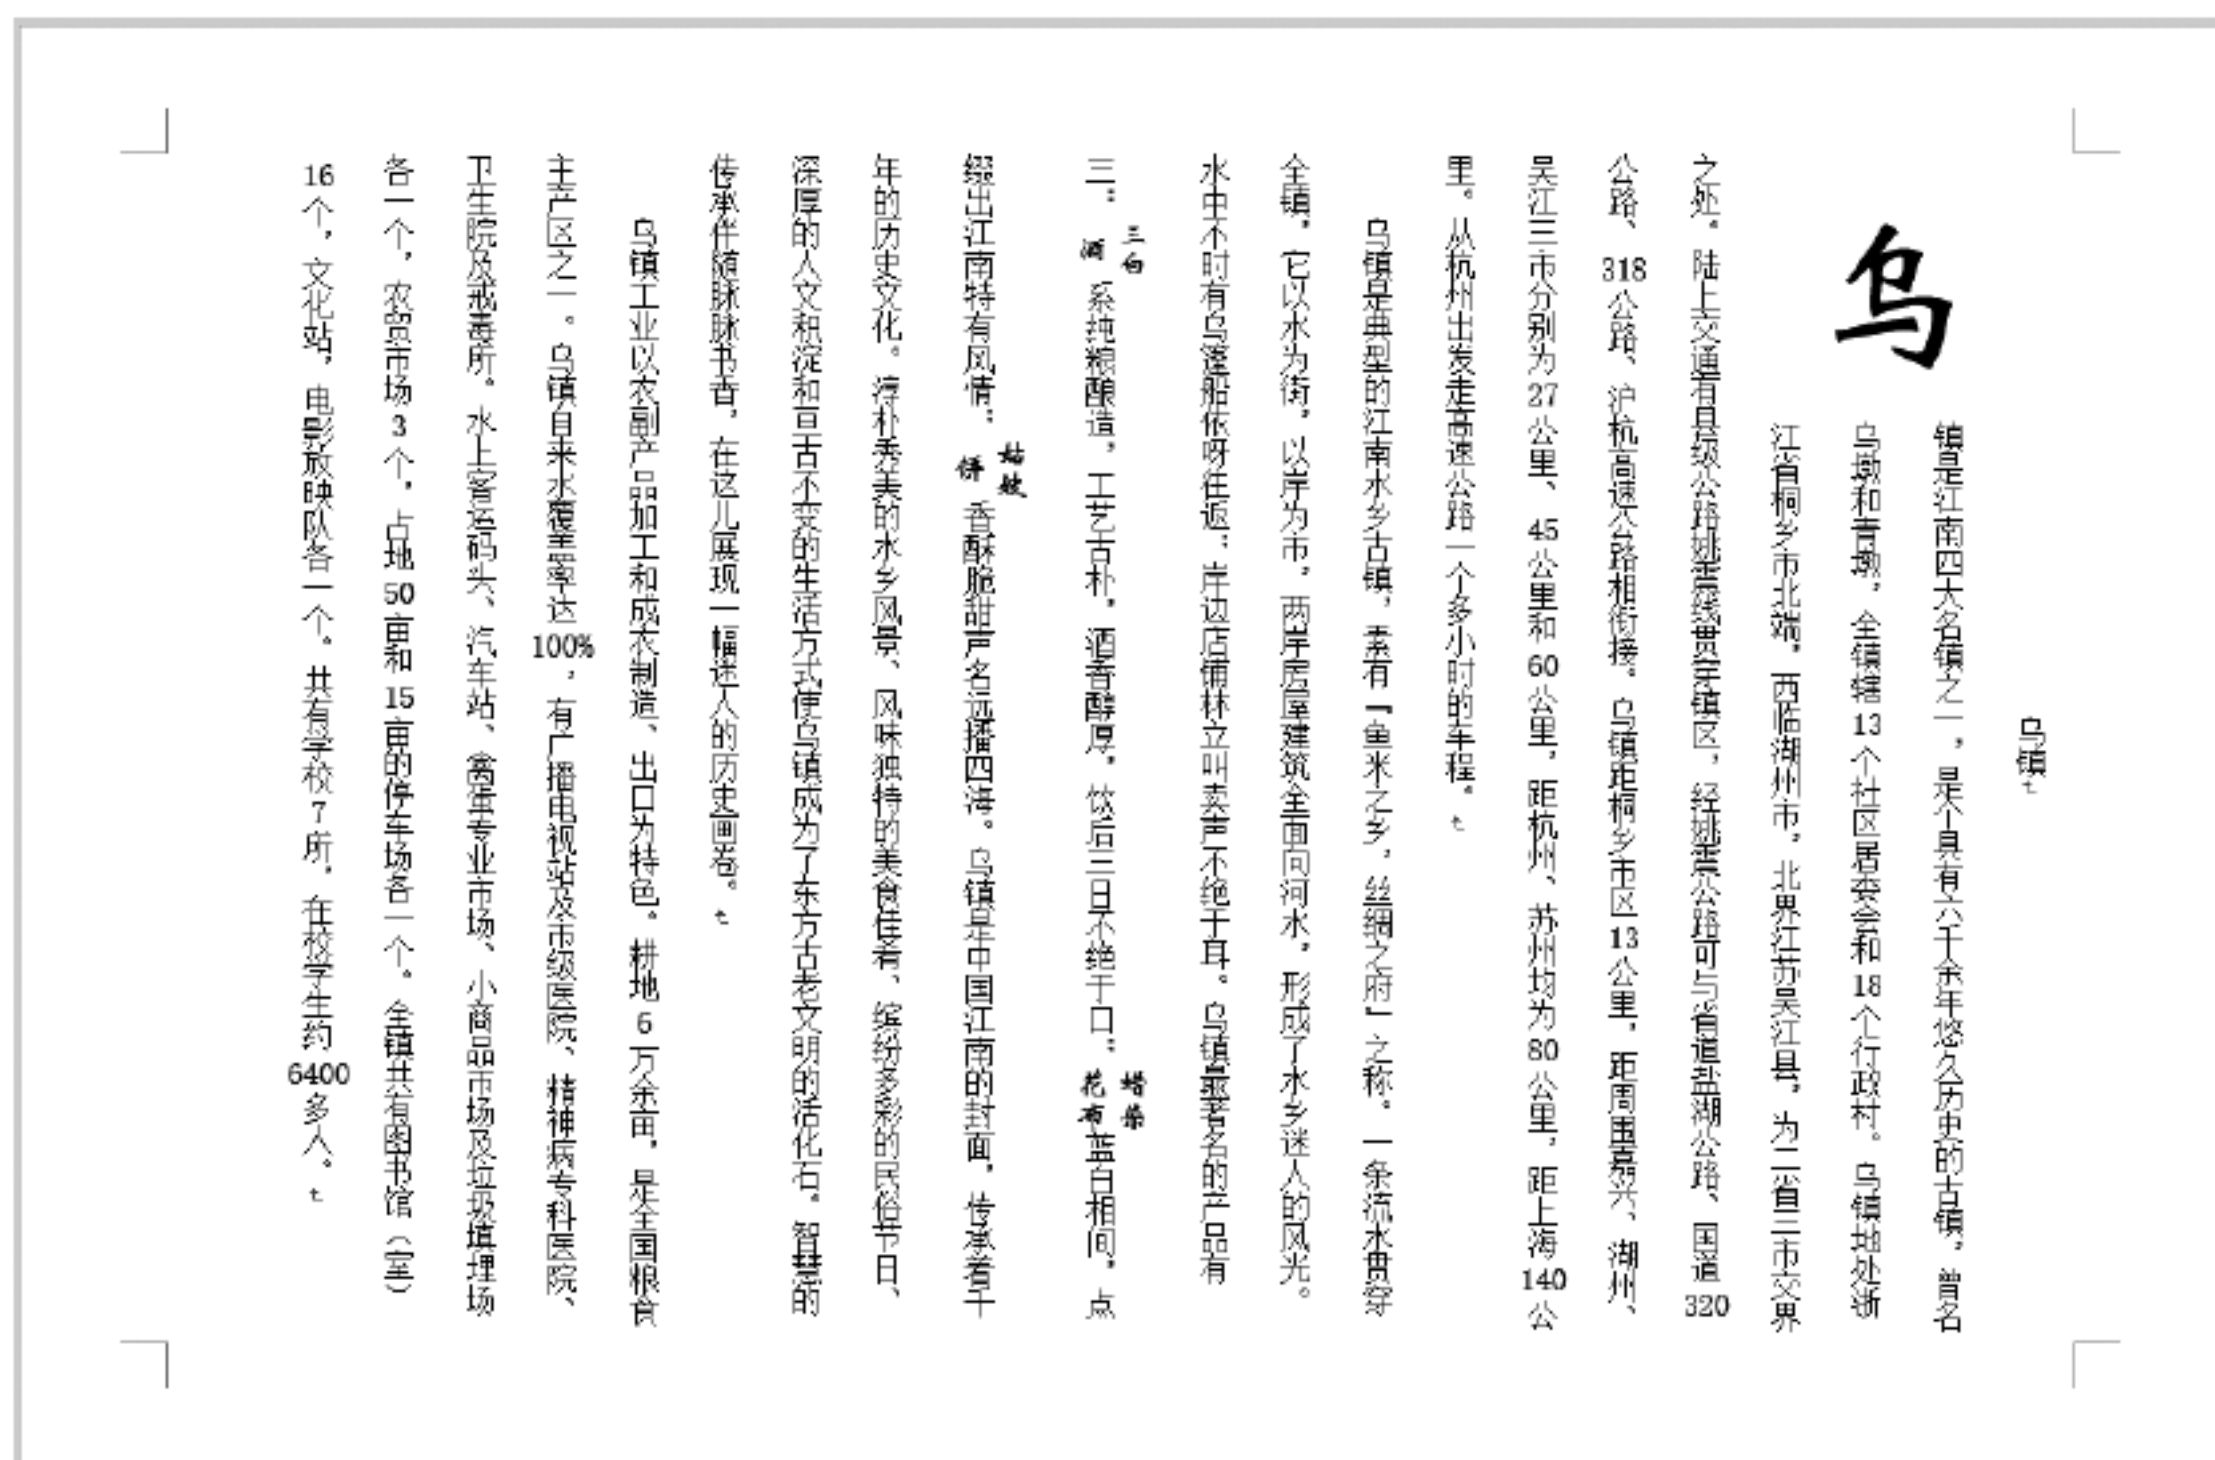 乌镇
乌
镇是江南四大名镇之一，是个具有六千余年悠久历史的古镇，曾名
乌墩和青墩，全镇辖13个社区居委会和18个行政村。乌镇地处浙
江省桐乡市北端，西临湖州市，北界江苏吴江县，为二省三市交界
之处。陆上交通有县级公路姚震线贯穿镇区，经姚震公路可与省道盐湖公路、国道320
公路、318公路、沪杭高速公路相衔接。乌镇距桐乡市区13公里，距周围嘉兴、湖州、
吴江三市分别为27公里、45公里和60公里，距杭州、苏州均为80公里，距上海140公
里。从杭州出发走高速公路一个多小时的车程。
乌镇是典型的江南水乡古镇，素有『鱼米之乡，丝绸之府』之称。一条流水贯穿
全镇，它以水为街，以岸为市，两岸房屋建筑全面向河水，形成了水乡迷人的风光。
水中不时有乌篷船依呀往返；岸边店铺林立叫卖声不绝于耳。乌镇最著名的产品有
三：三白酒系纯粮酿造，工艺古朴，酒香醇厚，饮后三日不绝于口；蜡染花布蓝白相间，点
缀出江南特有风情；姑嫂饼香酥脆甜声名远播四海。乌镇是中国江南的封面，传承着千
年的历史文化。淳朴秀美的水乡风景、风味独特的美食佳肴、缤纷多彩的民俗节日、
深厚的人文积淀和亘古不变的生活方式使乌镇成为了东方古老文明的活化石。智慧的
传承伴随脉脉书香，在这儿展现一幅迷人的历史画卷。
乌镇工业以农副产品加工和成衣制造、出口为特色。耕地6万余亩，是全国粮食
主产区之一。乌镇自来水覆盖率达100%，有广播电视站及市级医院、精神病专科医院、
卫生院及戒毒所。水上客运码头、汽车站、禽蛋专业市场、小商品市场及垃圾填埋场
各一个，农贸市场3个，占地50亩和15亩的停车场各一个。全镇共有图书馆（室）
16个，文化站，电影放映队各一个。共有学校7所，在校学生约6400多人。